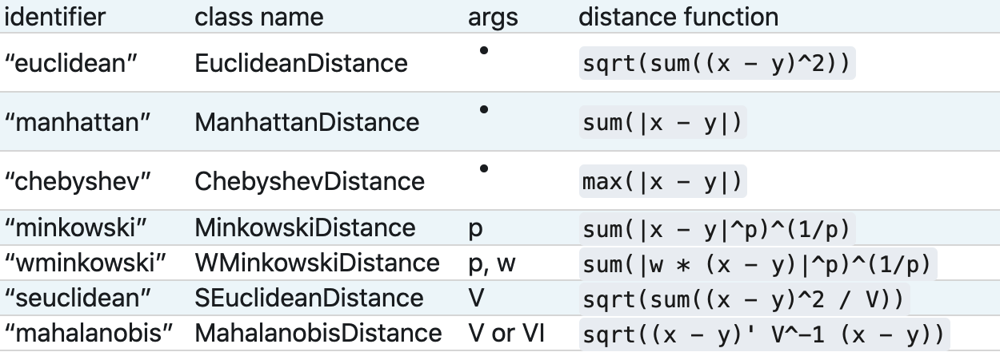 identifier class name args distance function
“euclidean” EuclideanDistance • sqrt(sum((x - y)^2))
“manhattan” ManhattanDistance • sum(|x - y|)
“chebyshev” ChebyshevDistance • max(|x - y|)
“minkowski” MinkowskiDistance p sum(|x - y|^p)^(1/p)
“wminkowski” WMinkowskiDistance p, w sum(|w * (x - y)|^p)^(1/p)
“seuclidean” SEuclideanDistance V sqrt(sum((x - y)^2 / V))
“mahalanobis” MahalanobisDistance V or VI sqrt((x - y)' V^-1 (x - y))